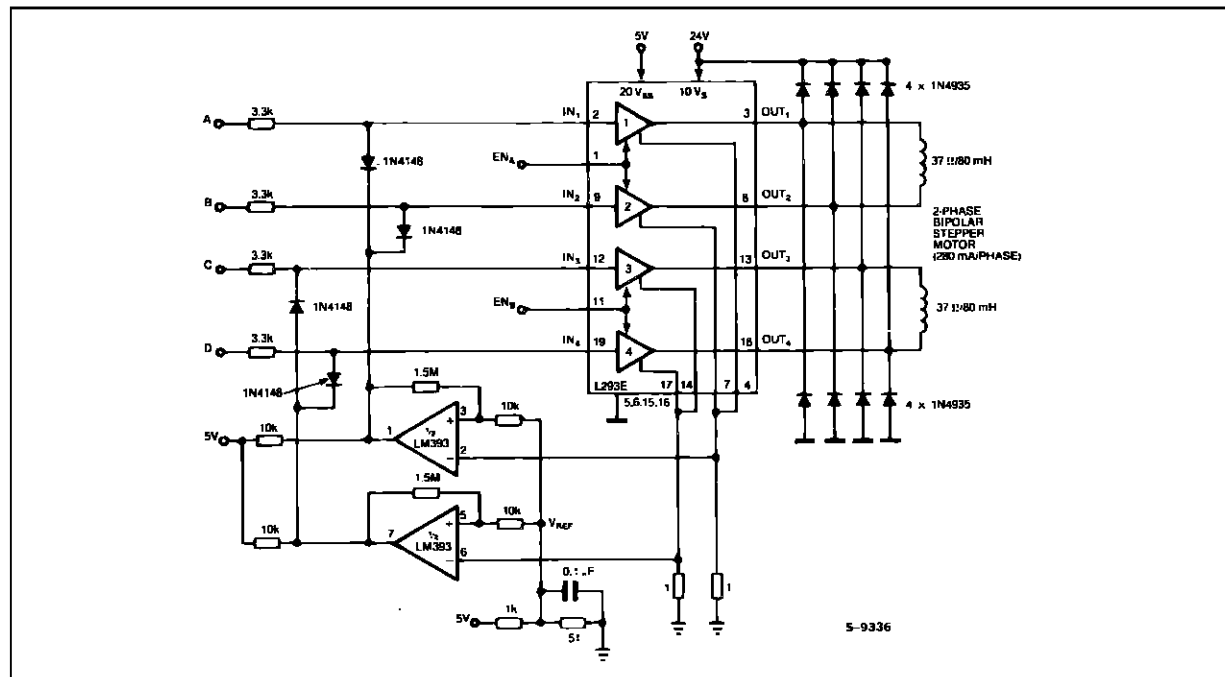 5V
24V
20 VSS
10 VS
4 x 1N4935
A
3.3k
IN1
2
1
3
OUT1
1N4148
ENA
1
37 Ω/80 mH
B
3.3k
IN2
9
2
8
OUT2
1N4148
2-PHASE
BIPOLAR
STEPPER
MOTOR
(280 mA/PHASE)
C
3.3k
IN3
12
3
13
OUT3
1N4148
ENB
11
37 Ω/80 mH
D
3.3k
IN4
19
4
18
OUT4
1N4148
1.5M
L293E
17
14
7
4
5,6,15,16
4 x 1N4935
5V
10k
1
1/2
LM393
+
3
10k
-
2
1.5M
10k
7
1/2
LM393
+
5
10k
VREF
-
6
1
1
5V
1k
S-9336